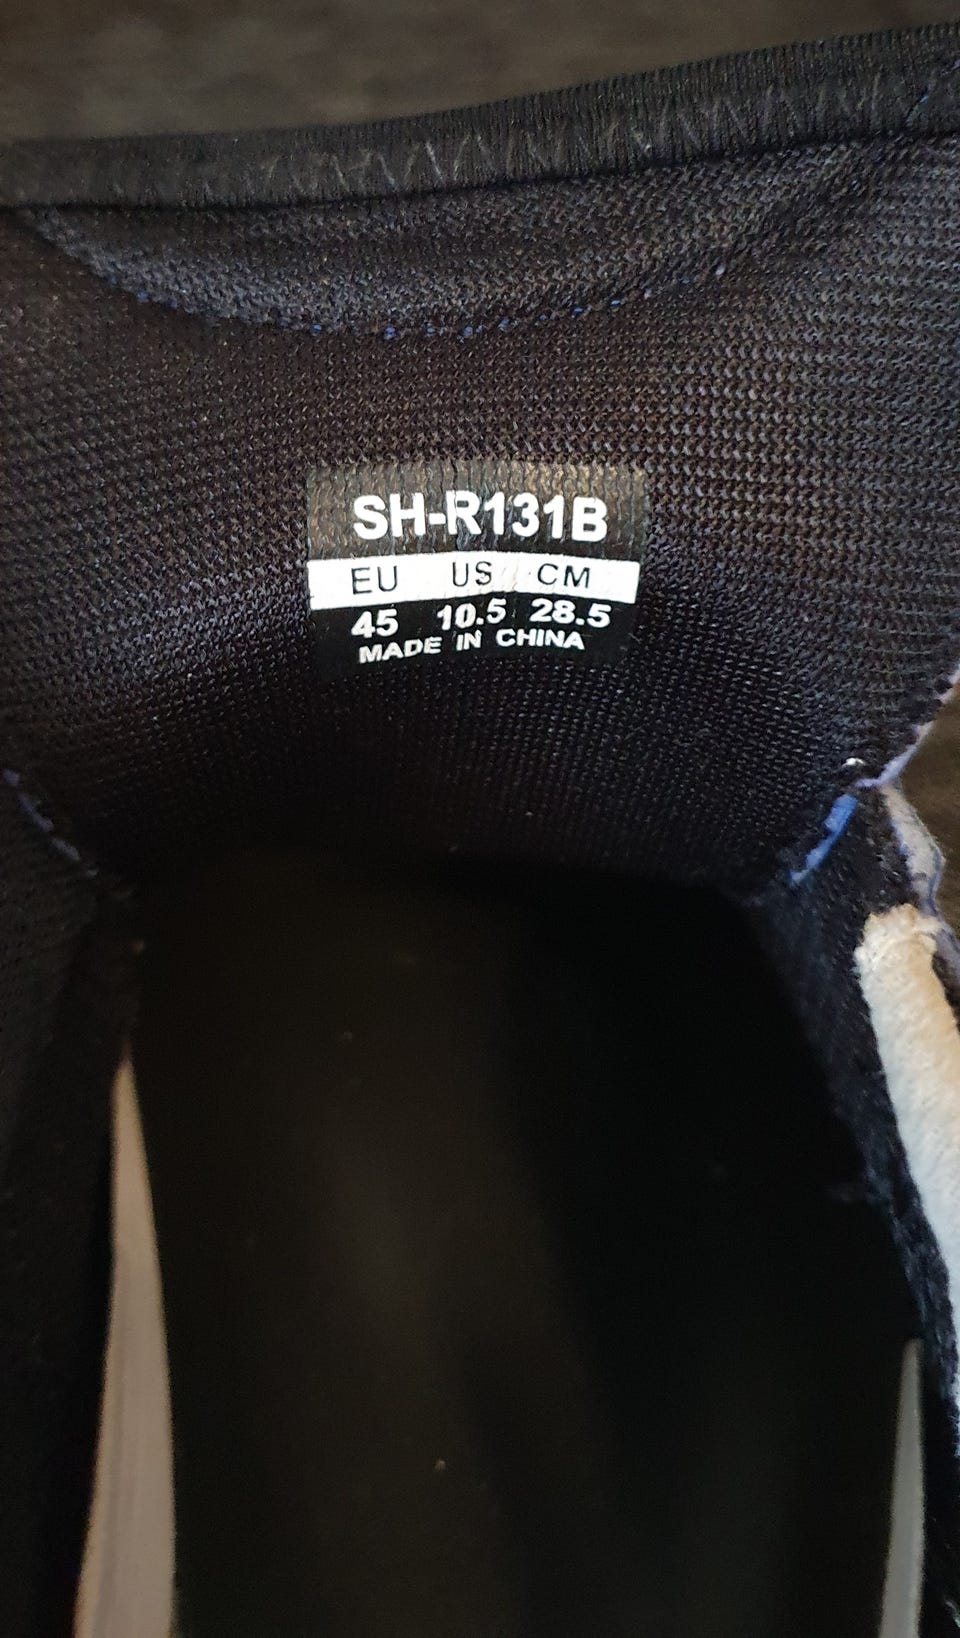 SH-R131B
EU US CM
45 10.5 28.5
MADE IN CHINA